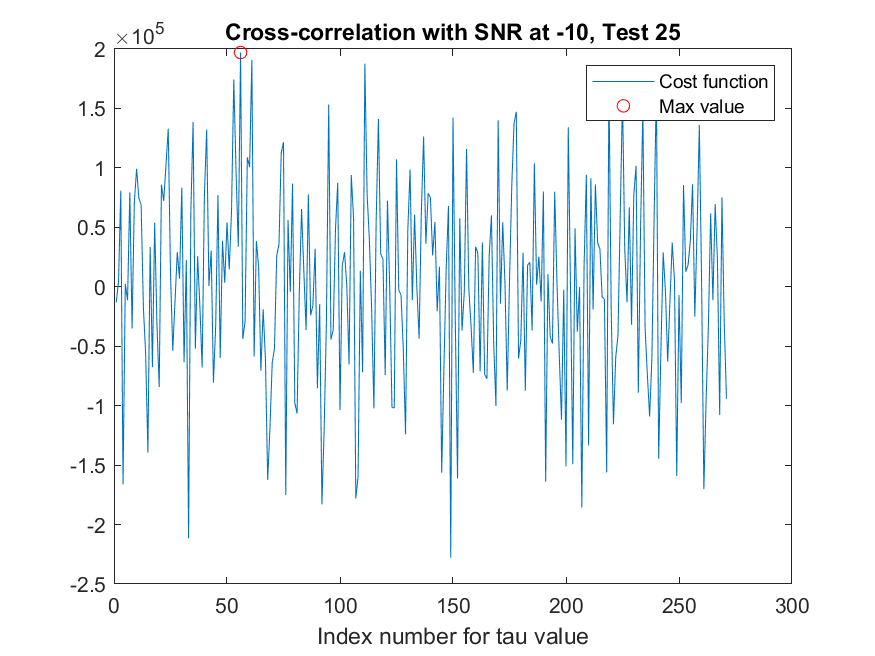 Cross-correlation with SNR at -10, Test 25
×10^5
Cost function
Max value
2
1.5
1
0.5
0
-0.5
-1
-1.5
-2
-2.5
0 50 100 150 200 250 300
Index number for tau value